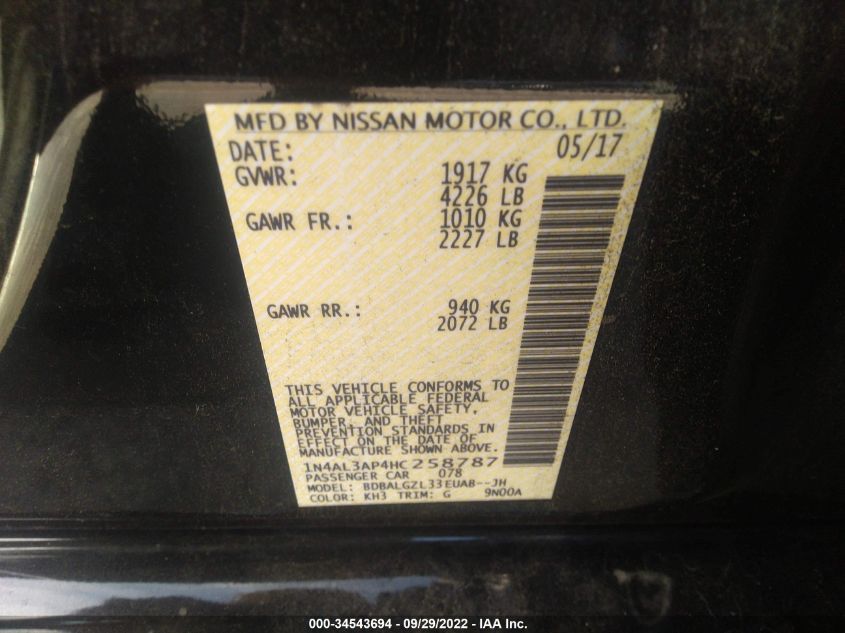 MFD BY NISSAN MOTOR CO., LTD.
DATE: 05/17
GVWR: 1917 KG
4226 LB
GAWR FR.: 1010 KG
2227 LB
GAWR RR.: 940 KG
2072 LB
THIS VEHICLE CONFORMS TO
ALL APPLICABLE FEDERAL
MOTOR VEHICLE SAFETY,
BUMPER, AND THEFT
PREVENTION STANDARDS IN
EFFECT ON THE DATE OF
MANUFACTURE SHOWN ABOVE.
1N4AL3AP4HC258787
PASSENGER CAR 078
MODEL: BDBALGZL33EUAB--JH
COLOR: KH3 TRIM: G 9N00A
000-34543694 - 09/29/2022 - IAA Inc.